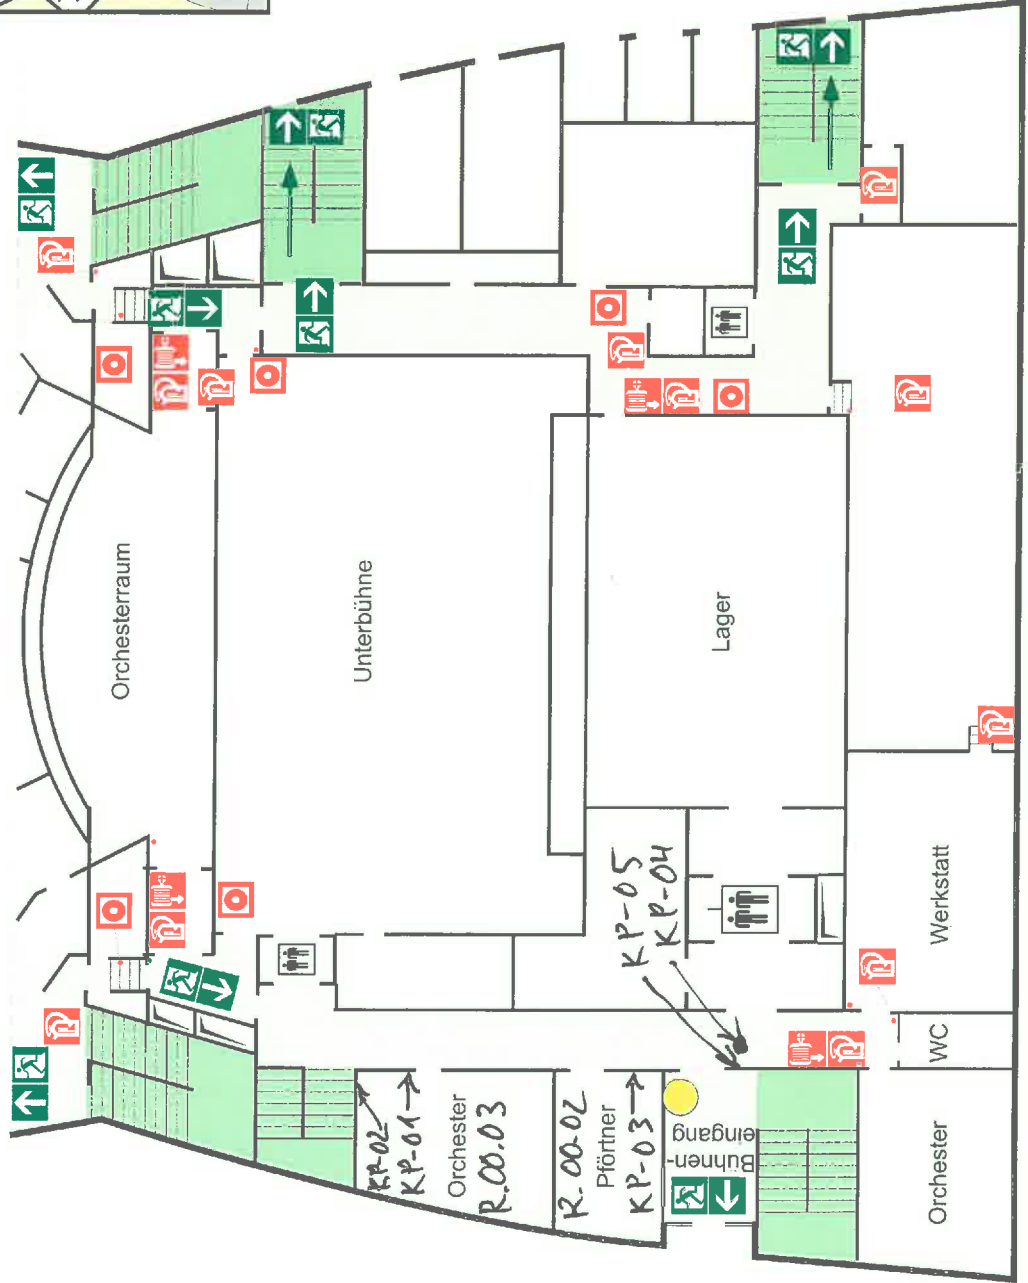 Orchesterraum
Unterbühne
Lager
KP-05
KP-04
Werkstatt
WC
KP-02
KP-01
Orchester
R.00.03
R.00-02
Pförtner
KP-03
Bühnen-
eingang
Orchester